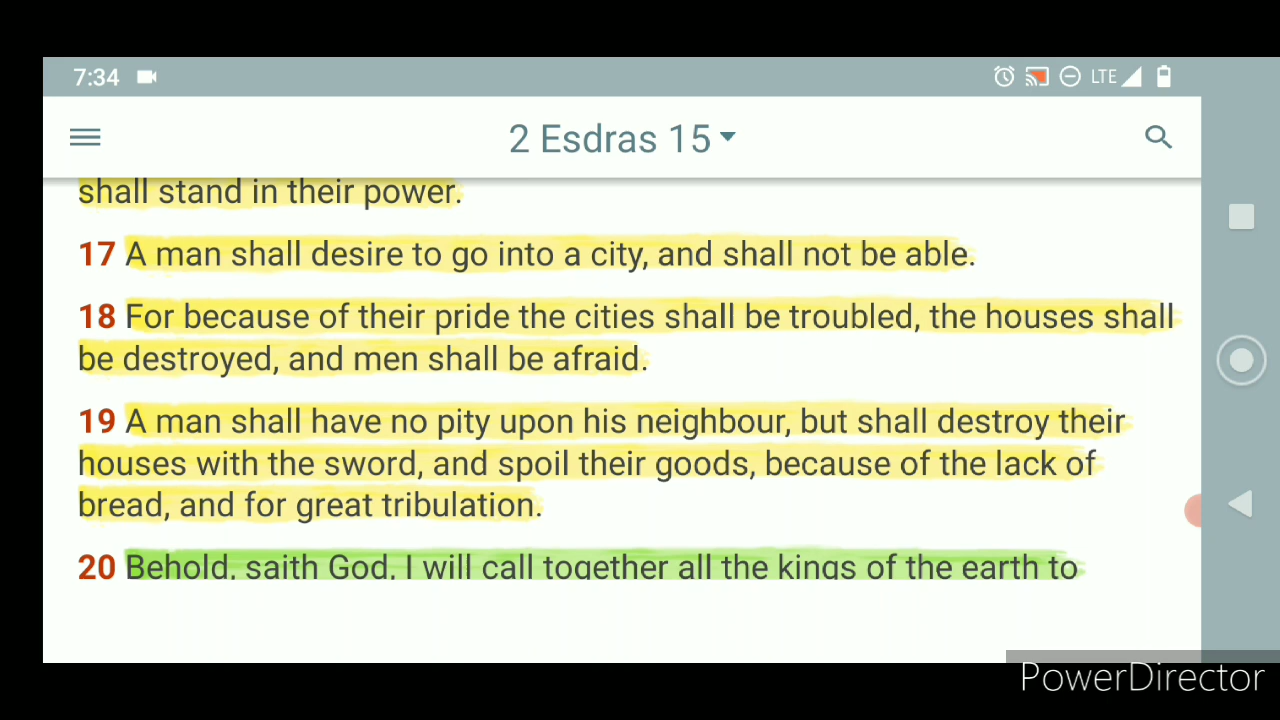 7:34
LTE
2 Esdras 15
shall stand in their power.
17 A man shall desire to go into a city, and shall not be able.
18 For because of their pride the cities shall be troubled, the houses shall
be destroyed, and men shall be afraid.
19 A man shall have no pity upon his neighbour, but shall destroy their
houses with the sword, and spoil their goods, because of the lack of
bread, and for great tribulation.
20 Behold, saith God, I will call together all the kings of the earth to
PowerDirector